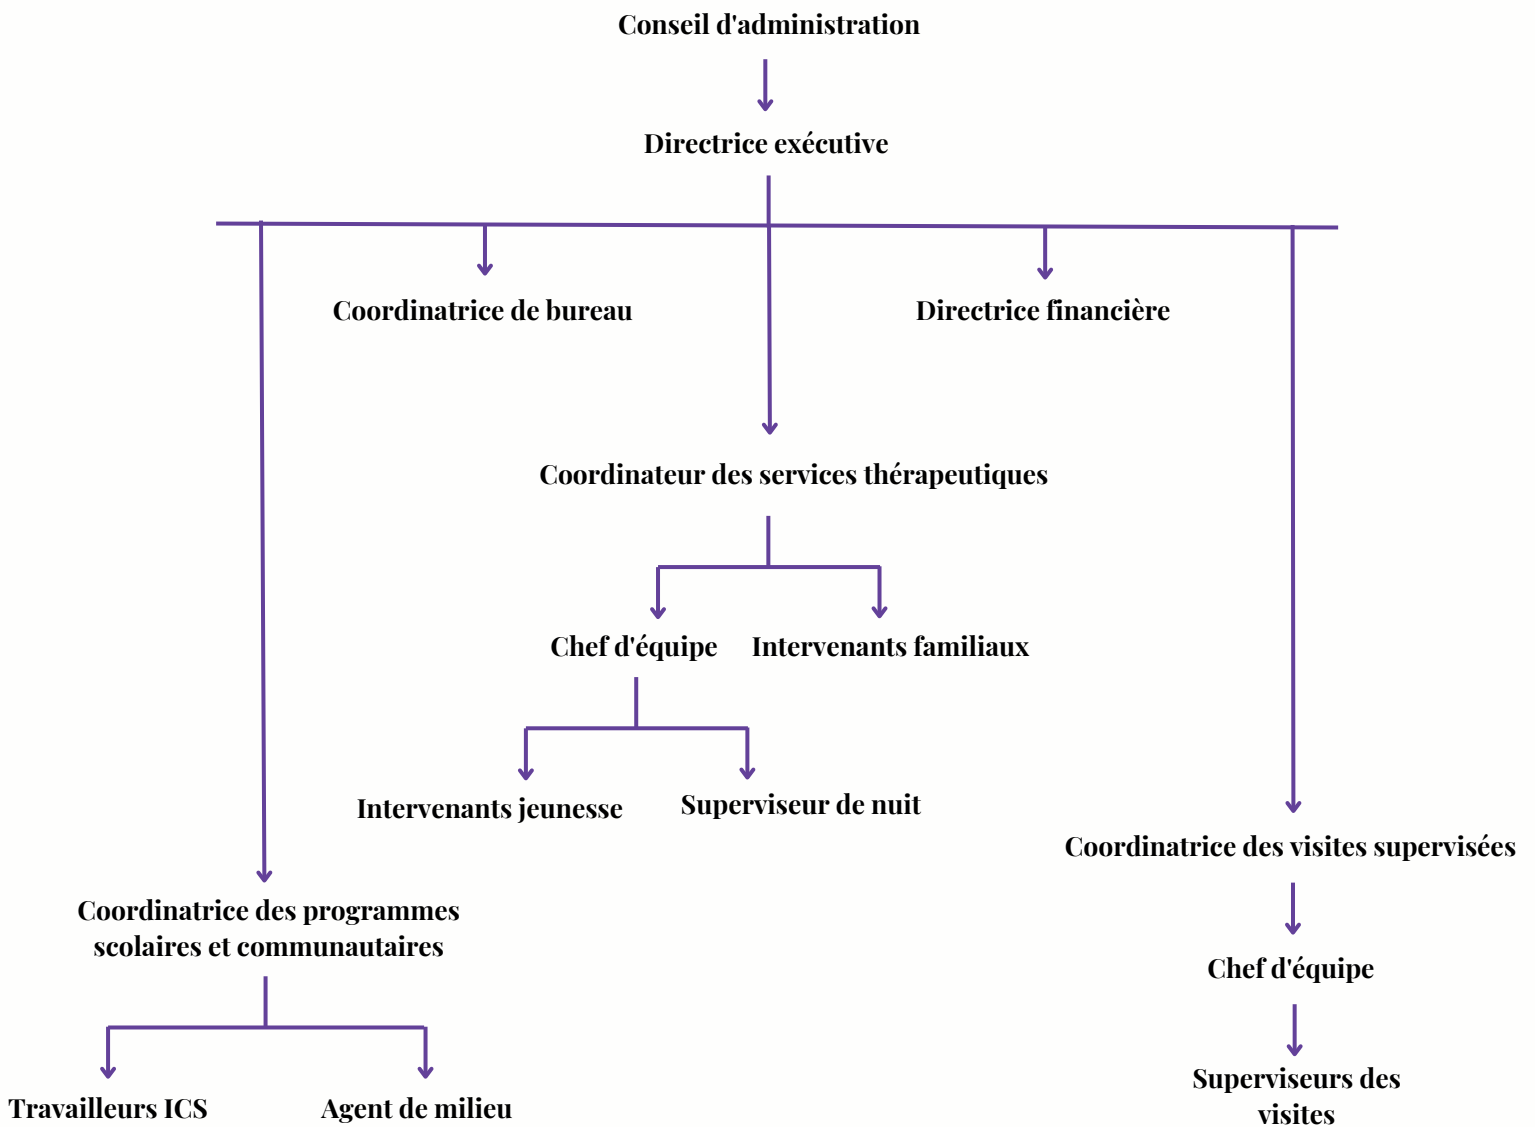 Conseil d'administration
Directrice exécutive
Coordinatrice de bureau
Directrice financière
Coordinateur des services thérapeutiques
Chef d'équipe
Intervenants familiaux
Intervenants jeunesse
Superviseur de nuit
Coordinatrice des visites supervisées
Coordinatrice des programmes
scolaires et communautaires
Chef d'équipe
Superviseurs des
visites
Travailleurs ICS
Agent de milieu